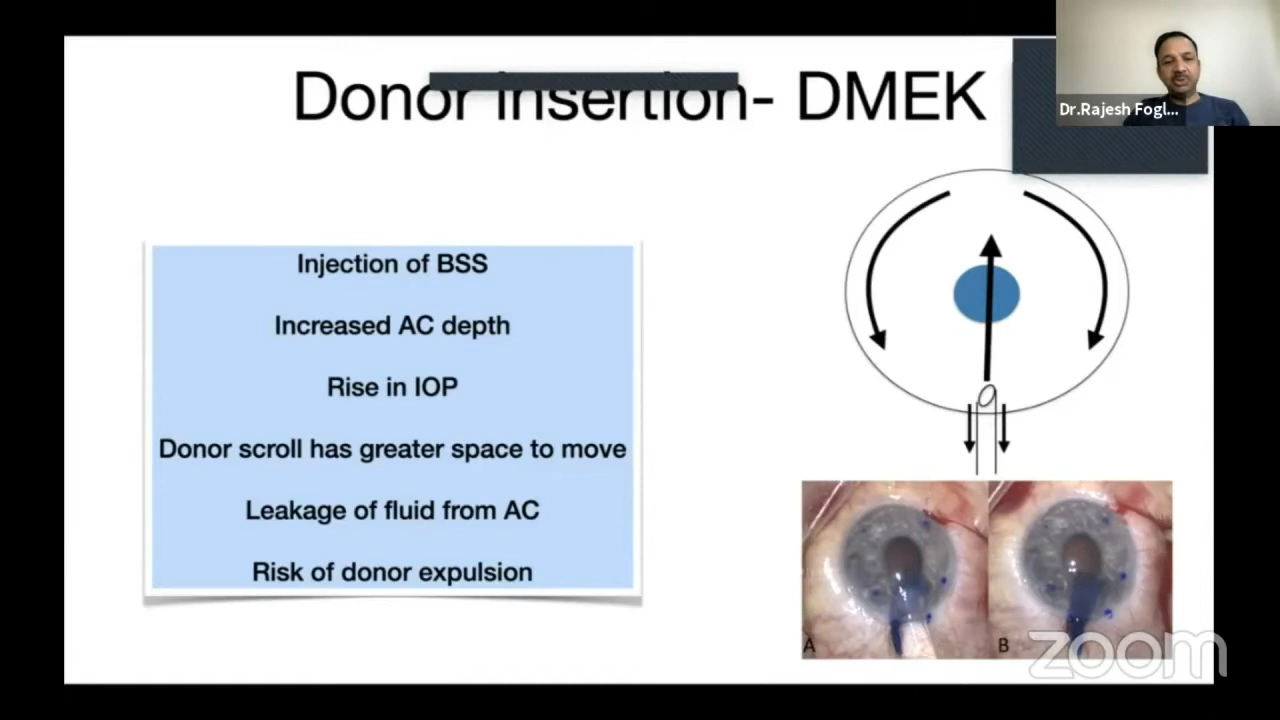 Donor insertion- DMEK
Dr.Rajesh Fogl...
Injection of BSS
Increased AC depth
Rise in IOP
Donor scroll has greater space to move
Leakage of fluid from AC
Risk of donor expulsion
A
B
zoom